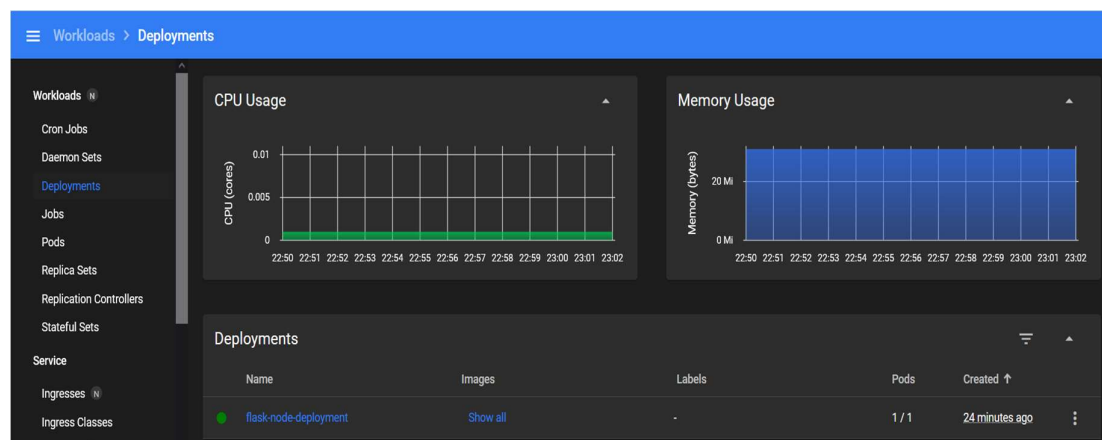 Workloads > Deployments
Workloads N
Cron Jobs
Daemon Sets
Deployments
Jobs
Pods
Replica Sets
Replication Controllers
Stateful Sets
Service
Ingresses N
Ingress Classes
CPU Usage
CPU (cores)
0.01
0.005
0
22:50 22:51 22:52 22:53 22:54 22:55 22:56 22:57 22:58 22:59 23:00 23:01 23:02
Memory Usage
Memory (bytes)
20 Mi
0 Mi
22:50 22:51 22:52 22:53 22:54 22:55 22:56 22:57 22:58 22:59 23:00 23:01 23:02
Deployments
Name Images Labels Pods Created ↑
flask-node-deployment Show all - 1 / 1 24 minutes ago